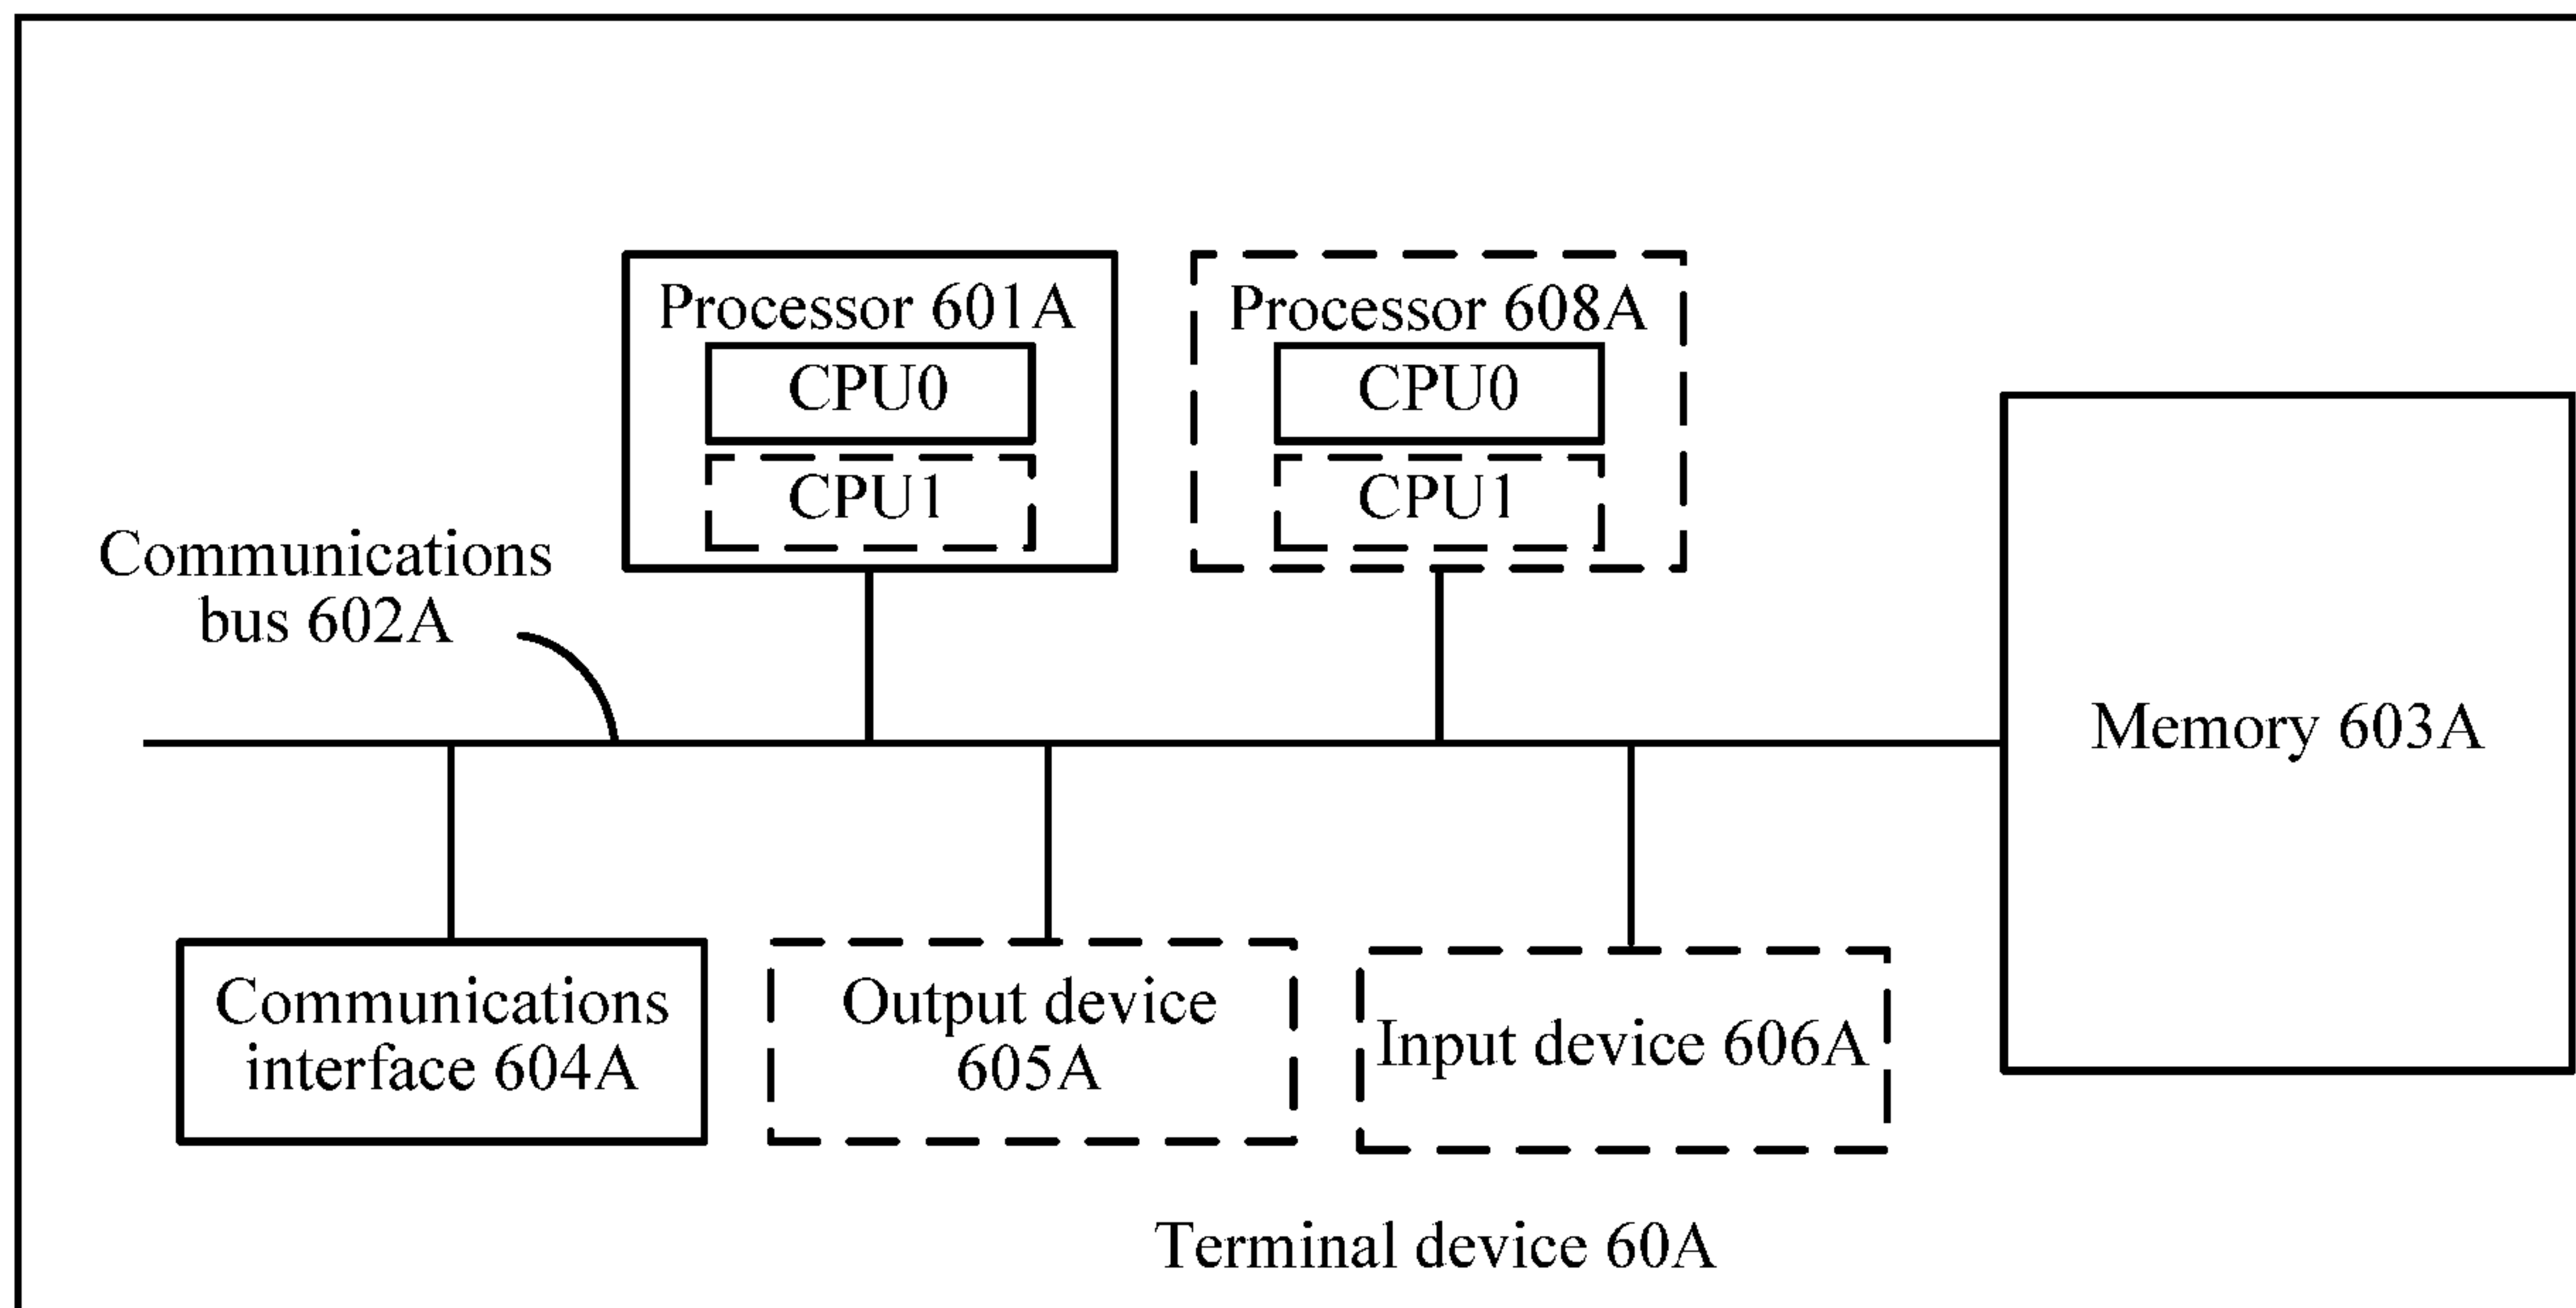 Processor 601A
CPU0
CPU1
Processor 608A
CPU0
CPU1
Communications
bus 602A
Memory 603A
Communications
interface 604A
Output device
605A
Input device 606A
Terminal device 60A